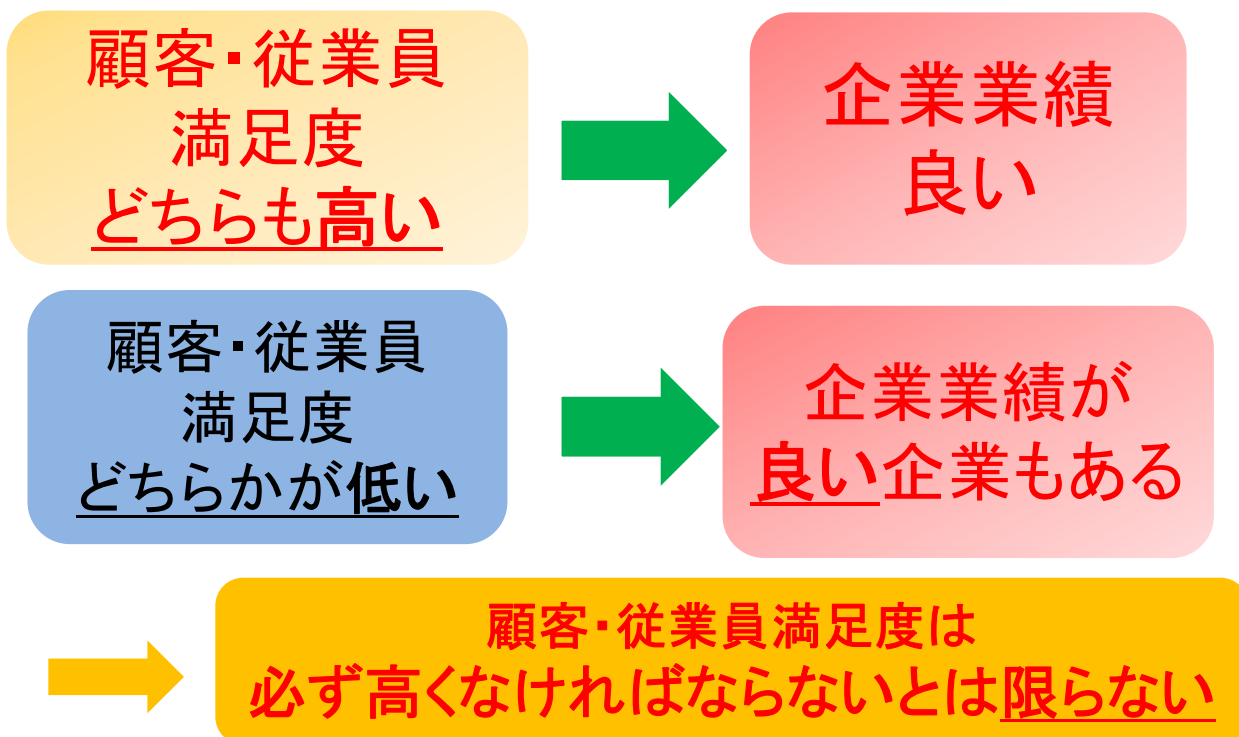 顧客・従業員
満足度
どちらも高い
企業業績
良い
顧客・従業員
満足度
どちらかが低い
企業業績が
良い企業もある
顧客・従業員満足度は
必ず高くなければならないとは限らない